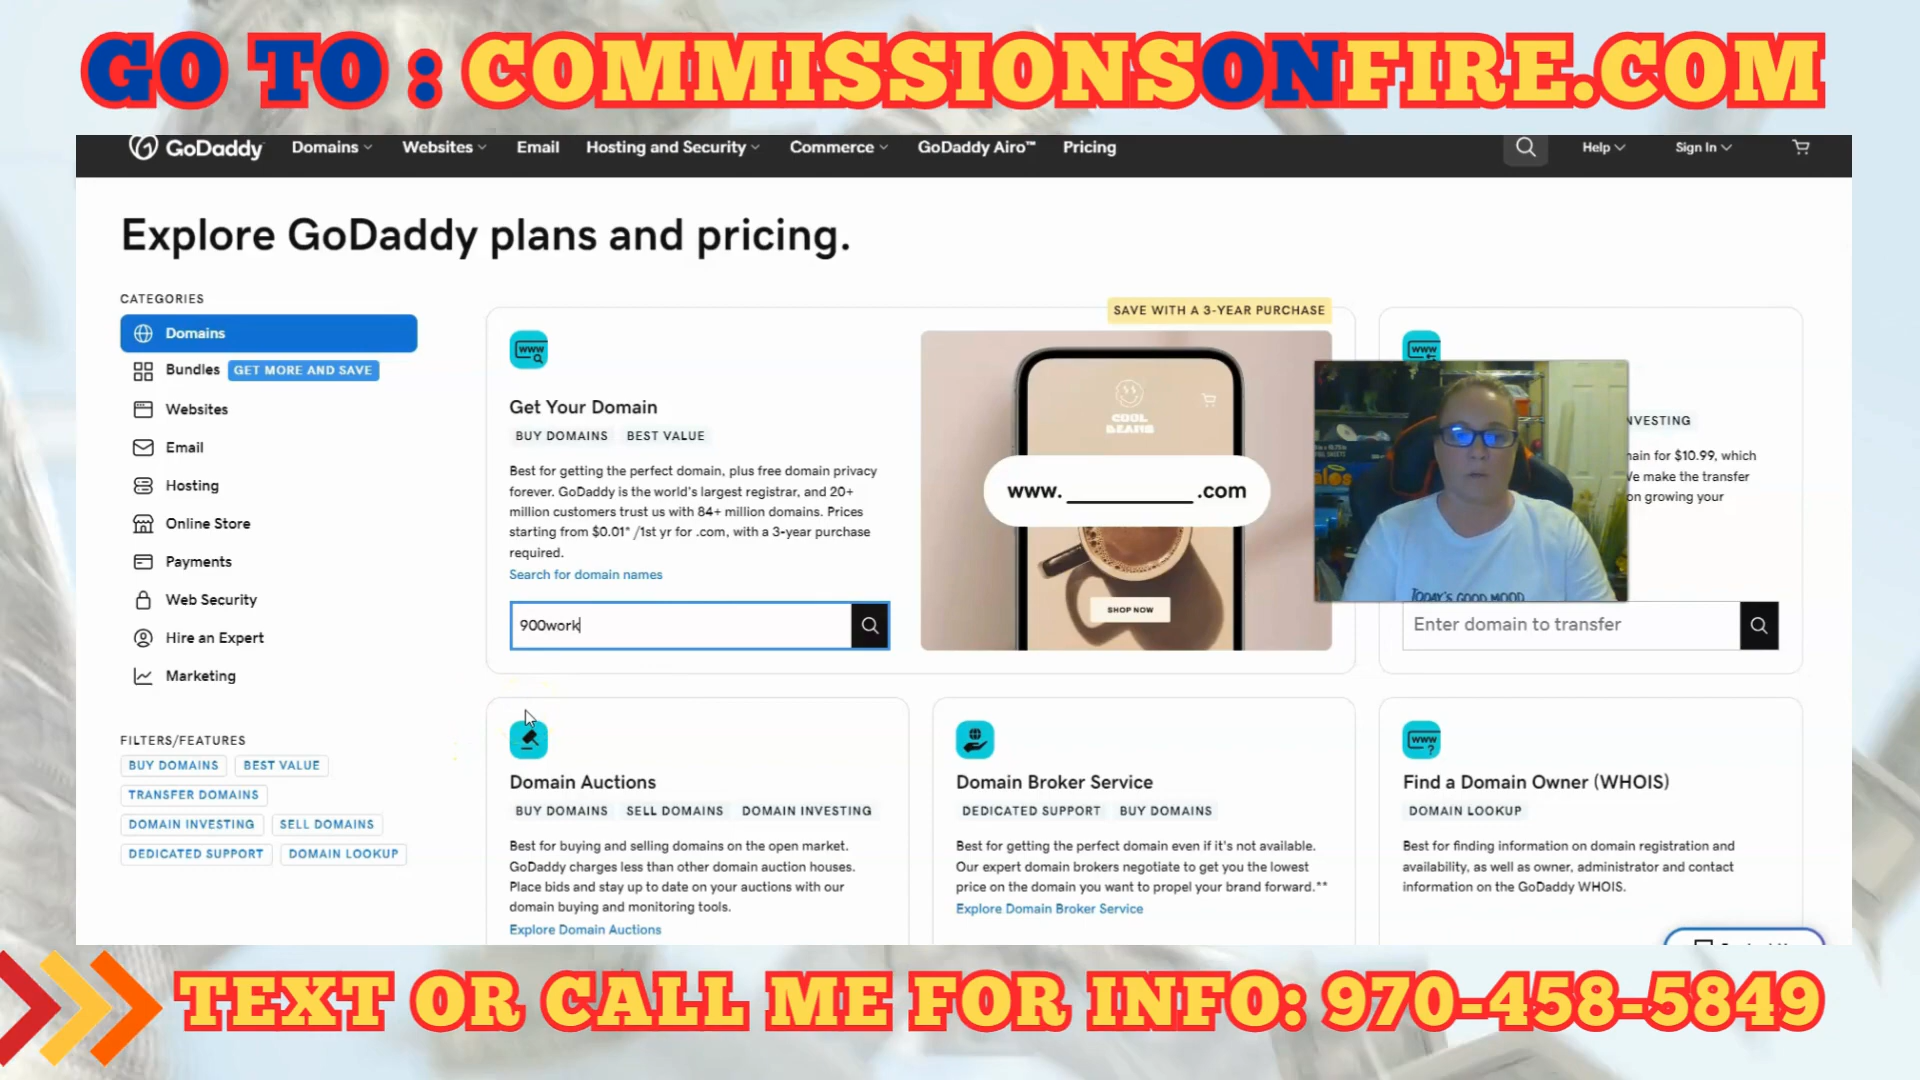 GO TO : COMMISSIONSONFIRE.COM
GoDaddy Domains Websites Email Hosting and Security Commerce GoDaddy Airo™ Pricing Help Sign In
Explore GoDaddy plans and pricing.
CATEGORIES
Domains
Bundles GET MORE AND SAVE
Websites
Email
Hosting
Online Store
Payments
Web Security
Hire an Expert
Marketing
FILTERS/FEATURES
BUY DOMAINS BEST VALUE
TRANSFER DOMAINS
DOMAIN INVESTING SELL DOMAINS
DEDICATED SUPPORT DOMAIN LOOKUP
SAVE WITH A 3-YEAR PURCHASE
www
Get Your Domain
BUY DOMAINS BEST VALUE
Best for getting the perfect domain, plus free domain privacy
forever. GoDaddy is the world's largest registrar, and 20+
million customers trust us with 84+ million domains. Prices
starting from $0.01* /1st yr for .com, with a 3-year purchase
required.
Search for domain names
900work
COOL
BEANS
www. __________ .com
SHOP NOW
www
NVESTING
ain for $10.99, which
e make the transfer
on growing your
TODAY'S GOOD MOOD
Enter domain to transfer
Domain Auctions
BUY DOMAINS SELL DOMAINS DOMAIN INVESTING
Best for buying and selling domains on the open market.
GoDaddy charges less than other domain auction houses.
Place bids and stay up to date on your auctions with our
domain buying and monitoring tools.
Explore Domain Auctions
Domain Broker Service
DEDICATED SUPPORT BUY DOMAINS
Best for getting the perfect domain even if it's not available.
Our expert domain brokers negotiate to get you the lowest
price on the domain you want to propel your brand forward.**
Explore Domain Broker Service
www
?
Find a Domain Owner (WHOIS)
DOMAIN LOOKUP
Best for finding information on domain registration and
availability, as well as owner, administrator and contact
information on the GoDaddy WHOIS.
TEXT OR CALL ME FOR INFO: 970-458-5849